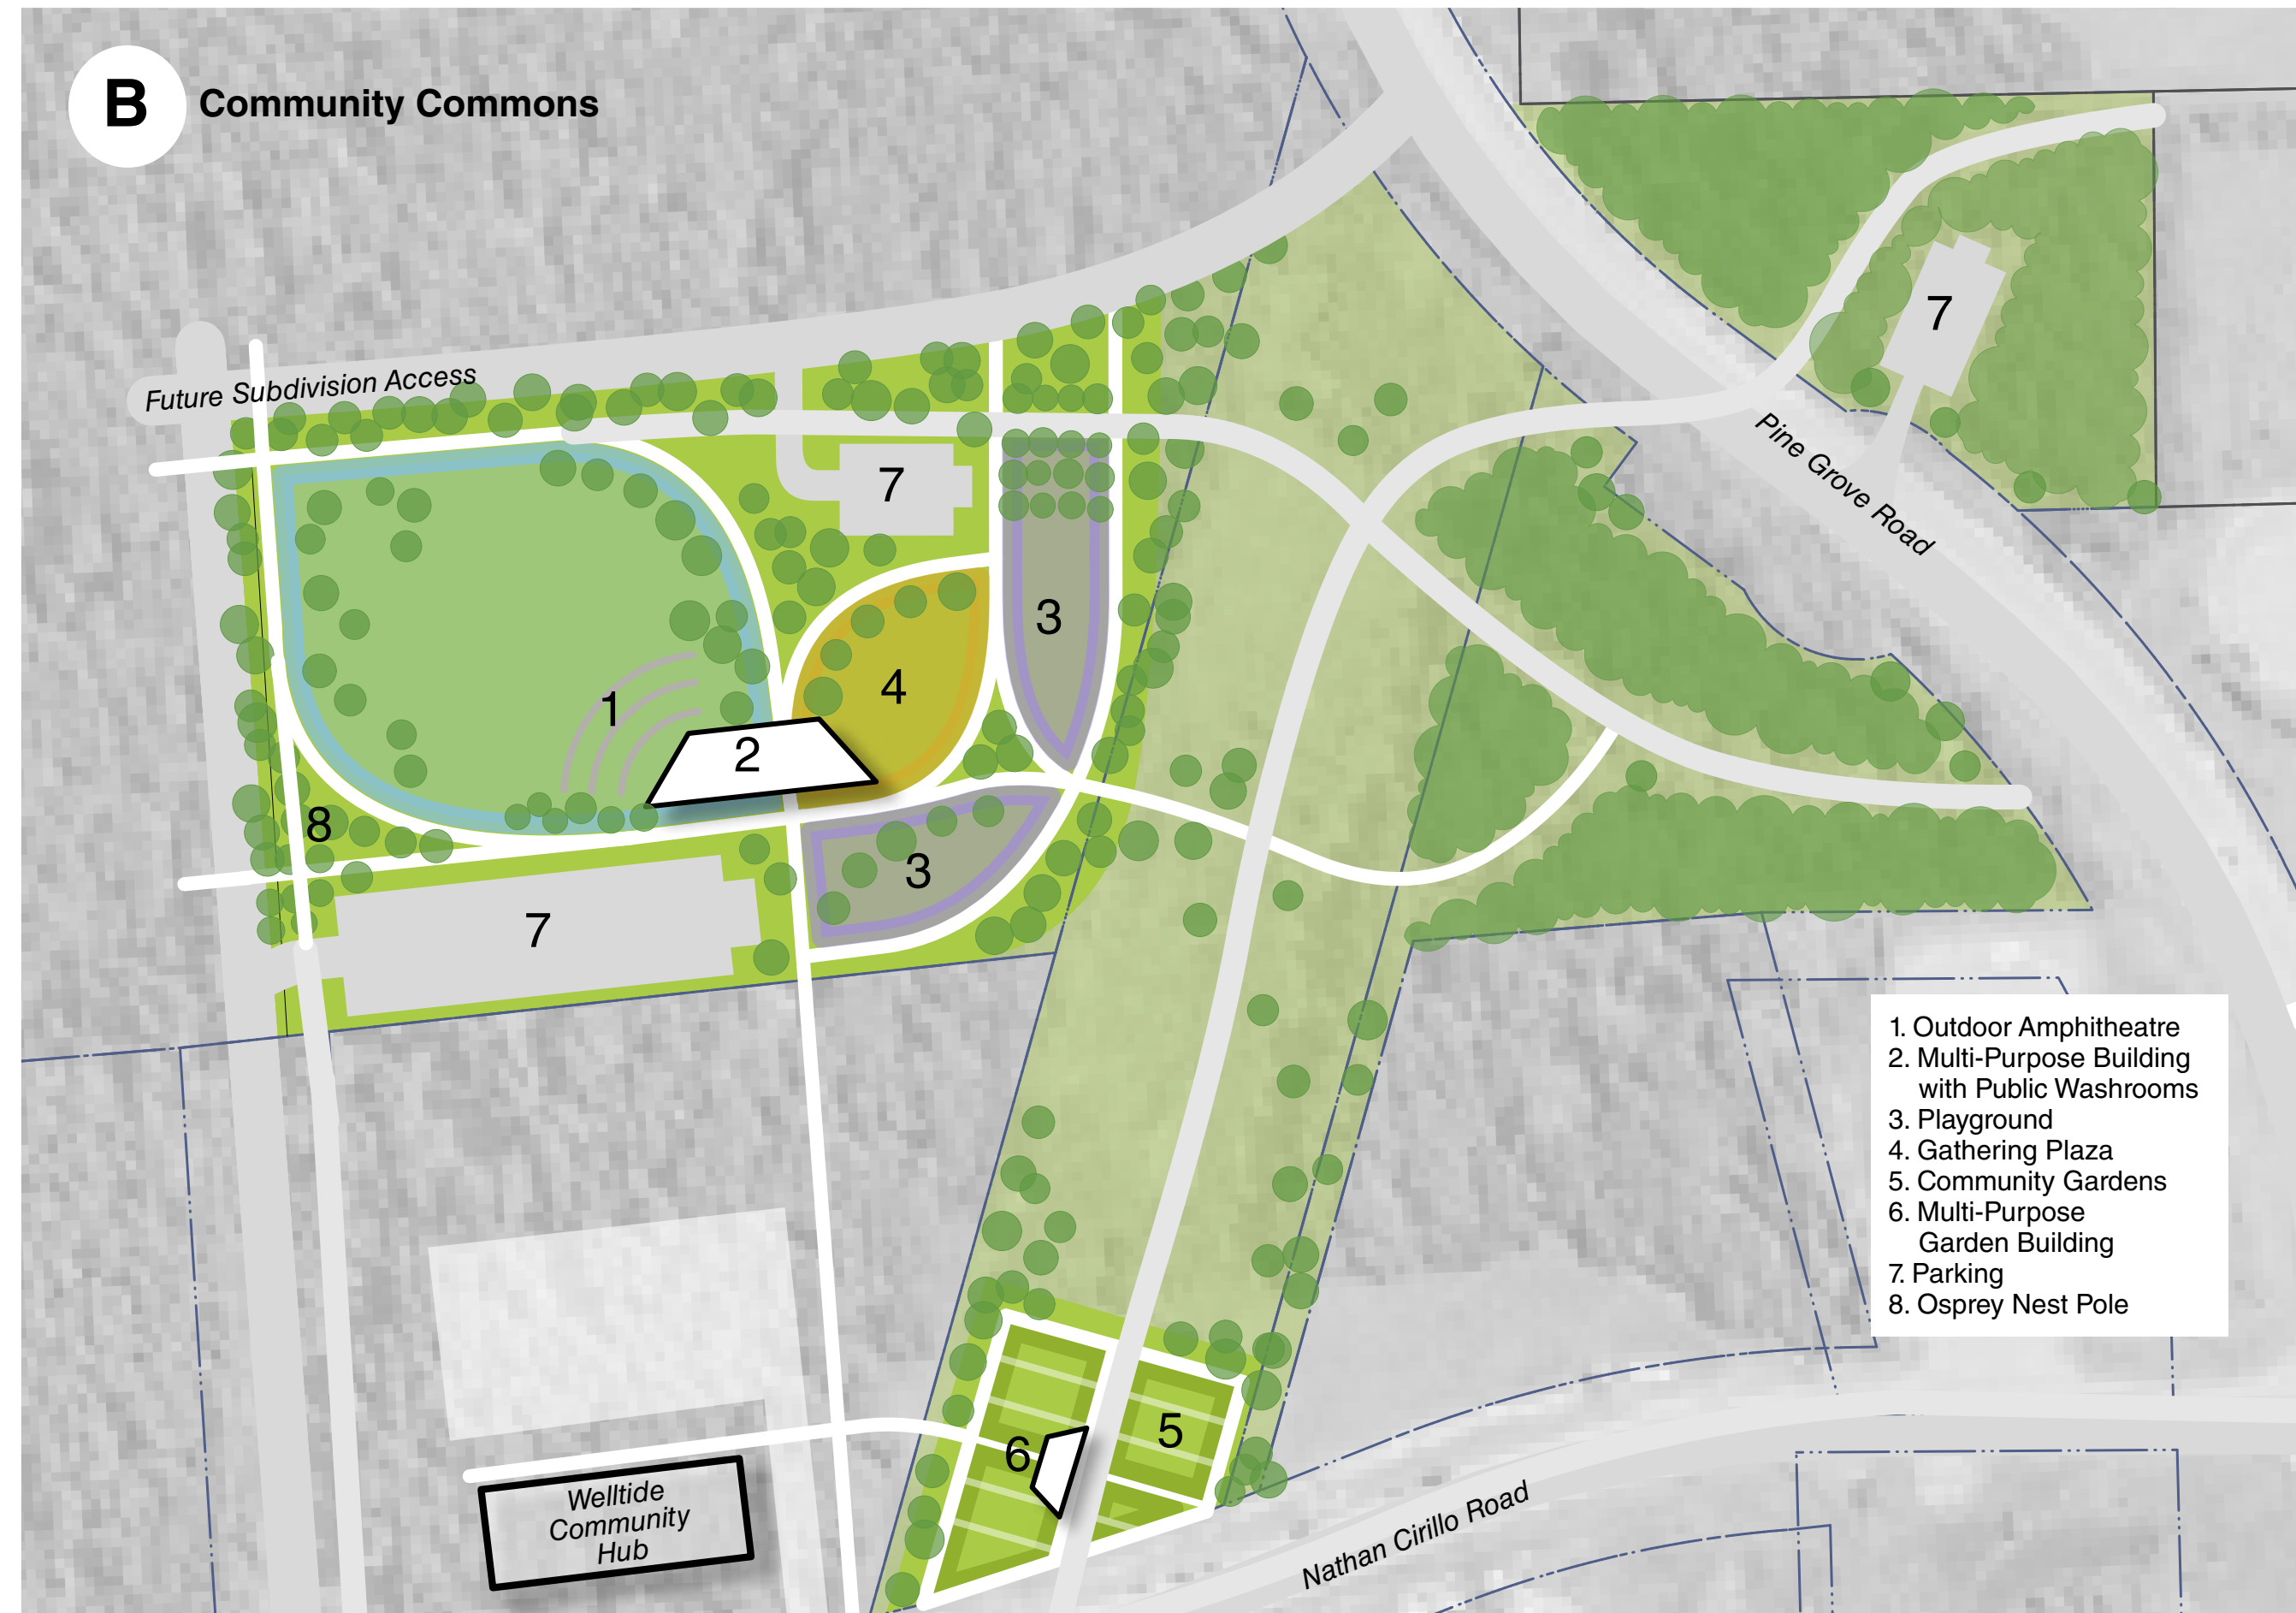 B
Community Commons
Future Subdivision Access
7
Pine Grove Road
7
3
4
1
2
8
3
7
1. Outdoor Amphitheatre
2. Multi-Purpose Building
with Public Washrooms
3. Playground
4. Gathering Plaza
5. Community Gardens
6. Multi-Purpose
Garden Building
7. Parking
8. Osprey Nest Pole
5
6
Welltide
Community
Hub
Nathan Cirillo Road